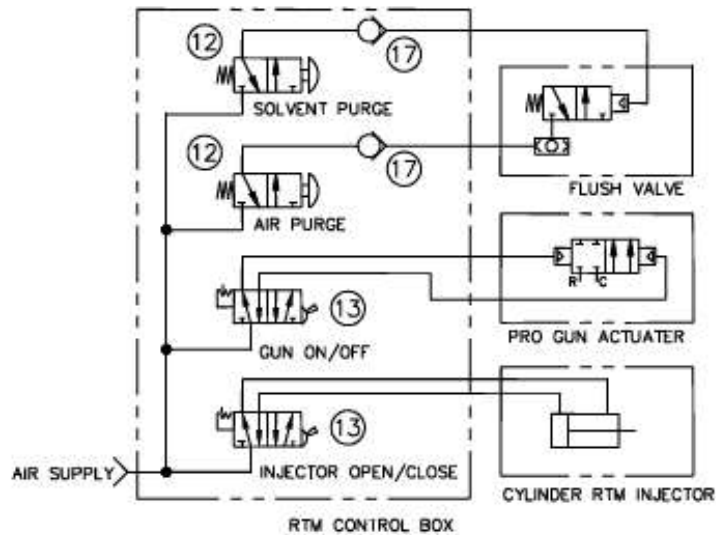 12
17
SOLVENT PURGE
12
17
FLUSH VALVE
AIR PURGE
R C
13
GUN ON/OFF
PRO GUN ACTUATER
13
AIR SUPPLY
INJECTOR OPEN/CLOSE
CYLINDER RTM INJECTOR
RTM CONTROL BOX